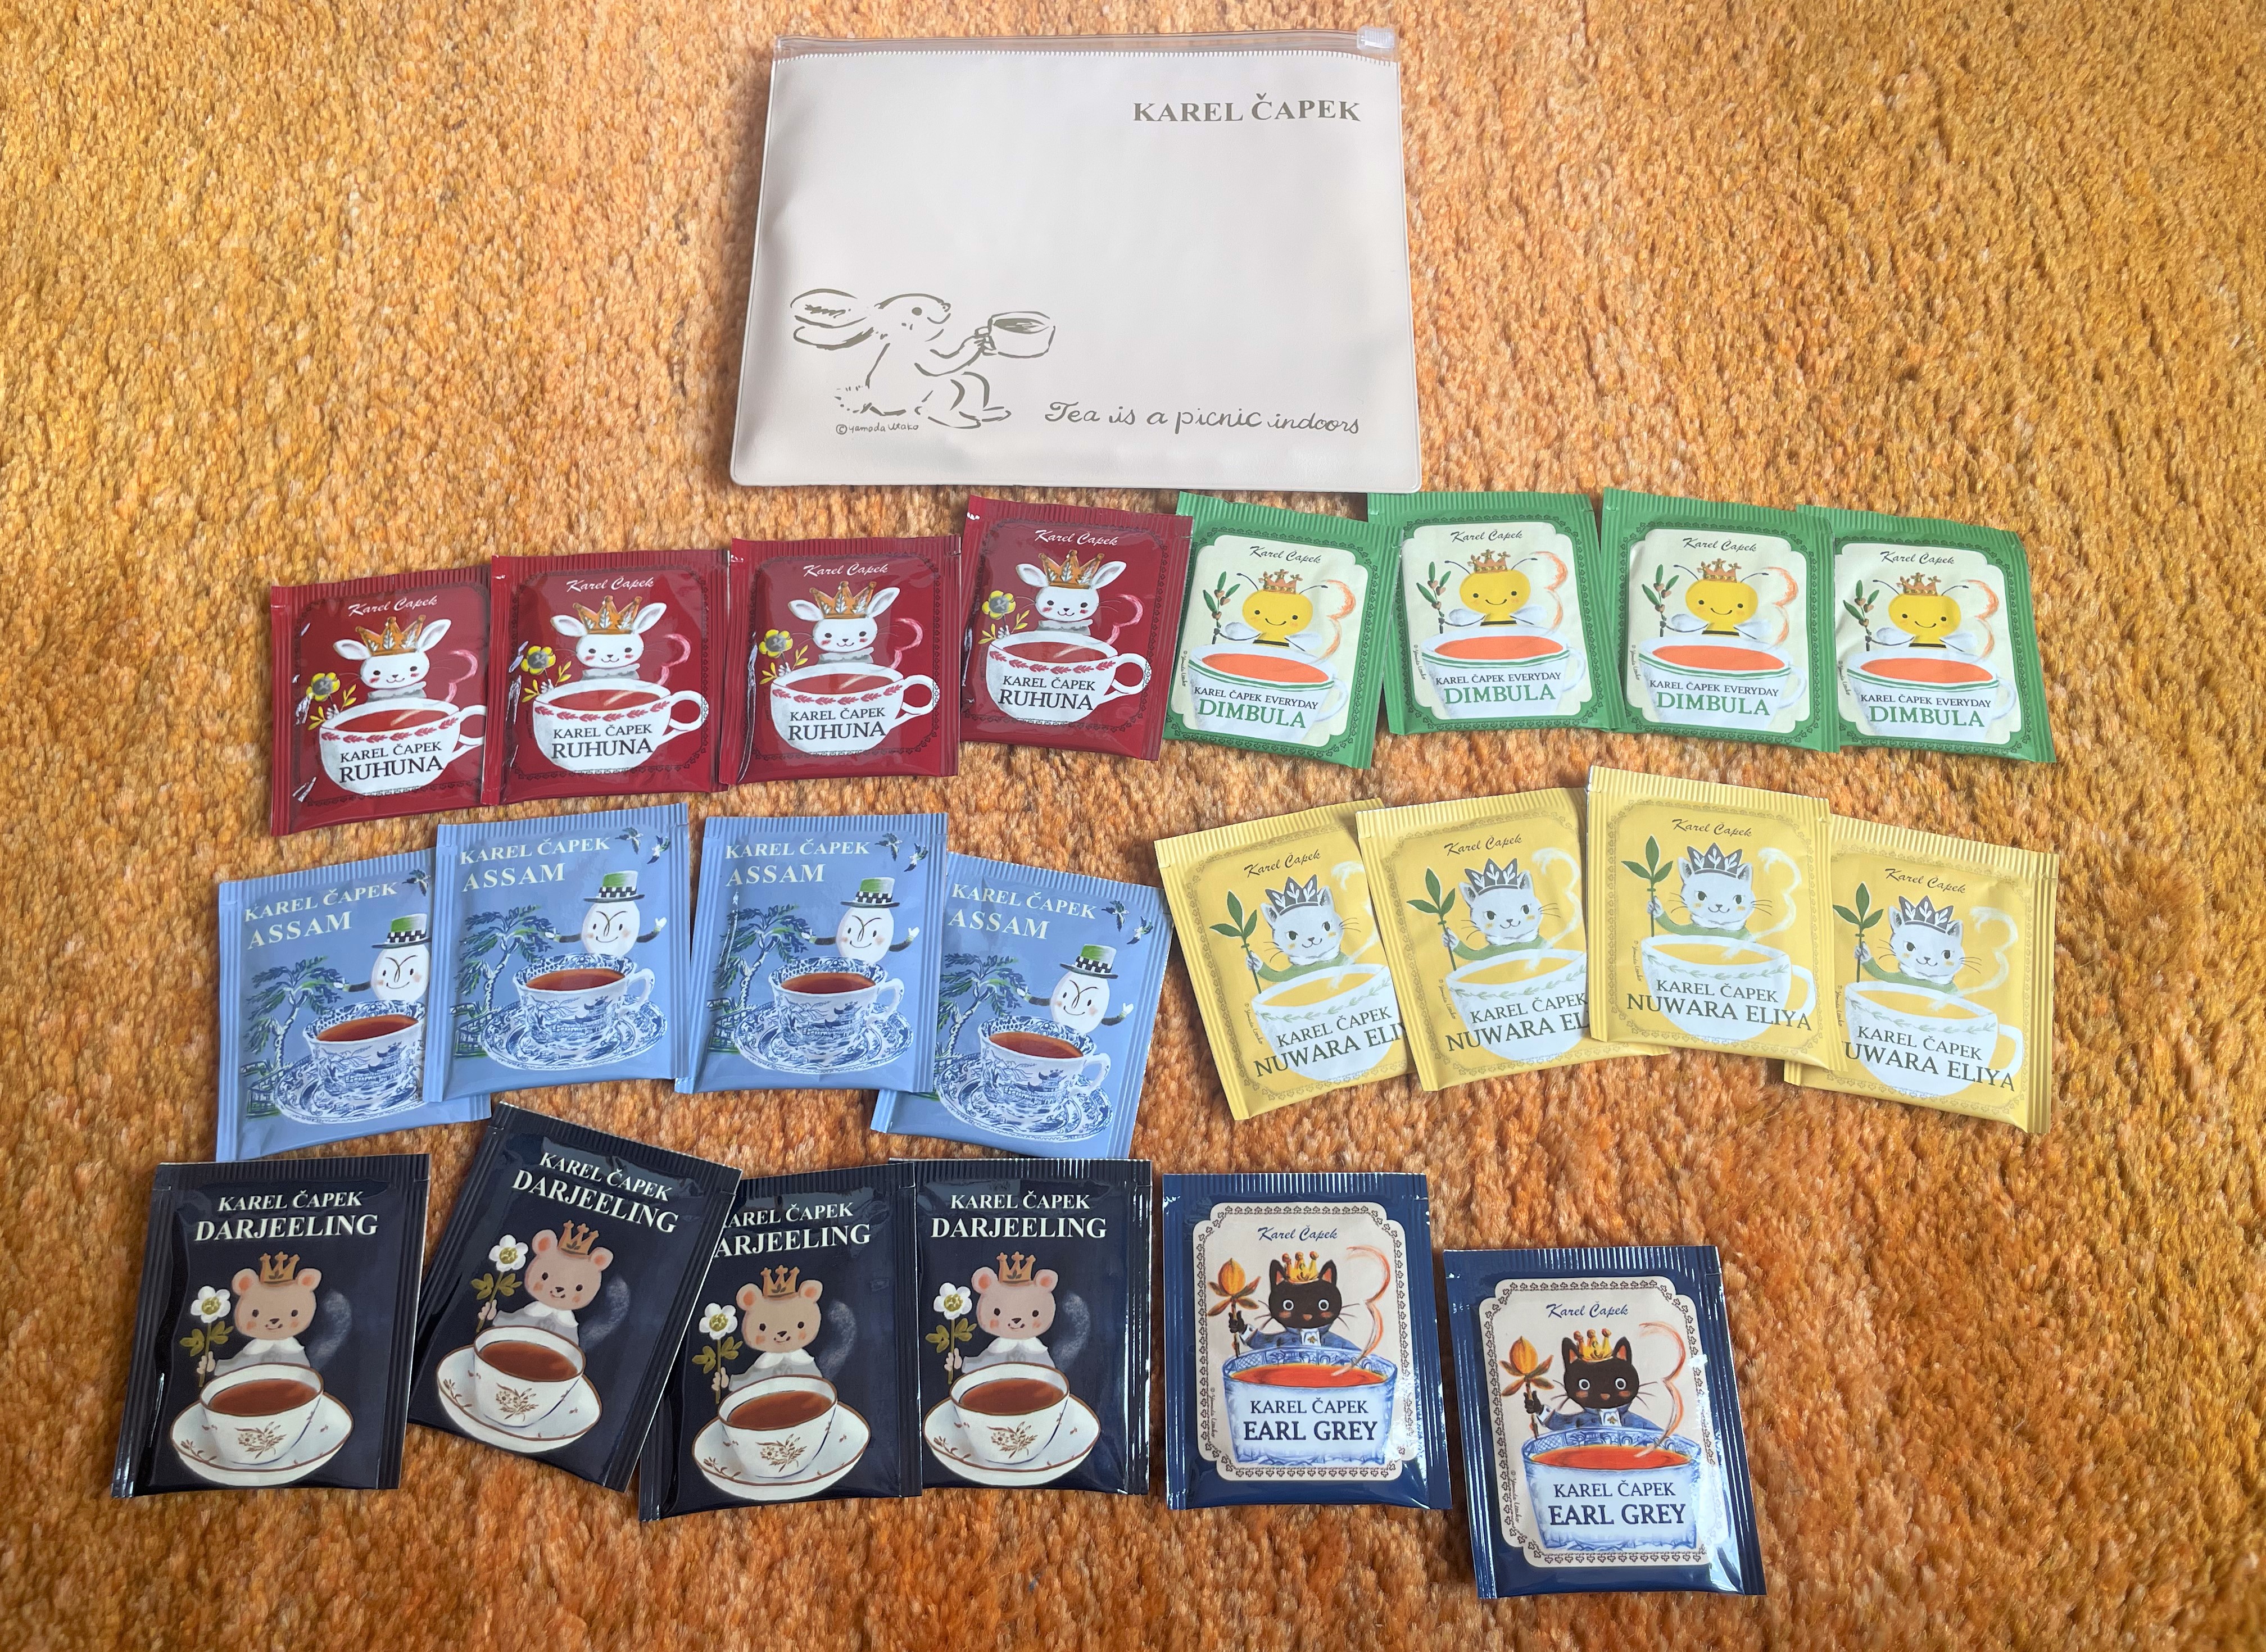 KAREL ČAPEK
©Yamada Utako
Tea is a picnic indoors
Karel Čapek
KAREL ČAPEK
RUHUNA
Karel Čapek
KAREL ČAPEK
RUHUNA
Karel Čapek
KAREL ČAPEK
RUHUNA
Karel Čapek
KAREL ČAPEK
RUHUNA
Karel Čapek
KAREL ČAPEK EVERYDAY
DIMBULA
Karel Čapek
KAREL ČAPEK EVERYDAY
DIMBULA
Karel Čapek
KAREL ČAPEK EVERYDAY
DIMBULA
Karel Čapek
KAREL ČAPEK EVERYDAY
DIMBULA
KAREL ČAPEK
ASSAM
KAREL ČAPEK
ASSAM
KAREL ČAPEK
ASSAM
KAREL ČAPEK
ASSAM
Karel Čapek
KAREL ČAPEK
NUWARA ELIY
Karel Čapek
KAREL ČAPEK
NUWARA EL
Karel Čapek
KAREL ČAPEK
NUWARA ELIYA
Karel Čapek
KAREL ČAPEK
UWARA ELIYA
KAREL ČAPEK
DARJEELING
KAREL ČAPEK
DARJEELING
KAREL ČAPEK
ARJEELING
KAREL ČAPEK
DARJEELING
Karel Čapek
KAREL ČAPEK
EARL GREY
Karel Čapek
KAREL ČAPEK
EARL GREY